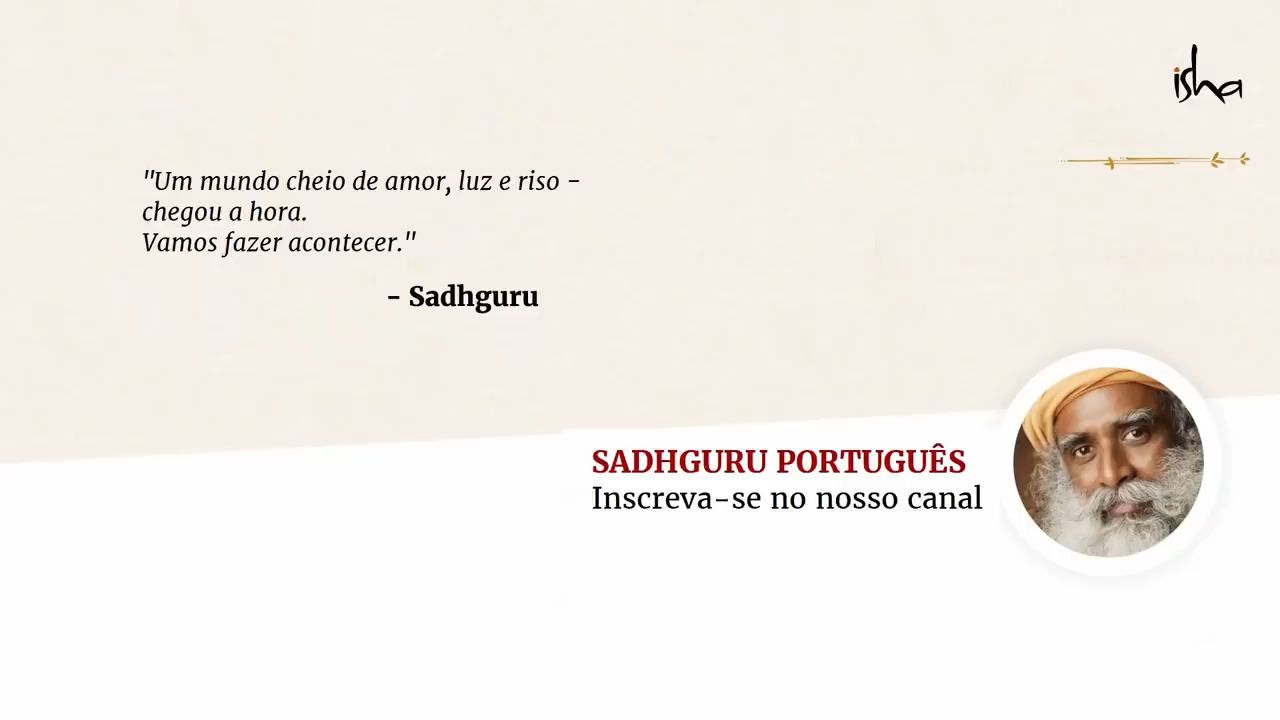 isha
"Um mundo cheio de amor, luz e riso -
chegou a hora.
Vamos fazer acontecer."
- Sadhguru
SADHGURU PORTUGUÊS
Inscreva-se no nosso canal